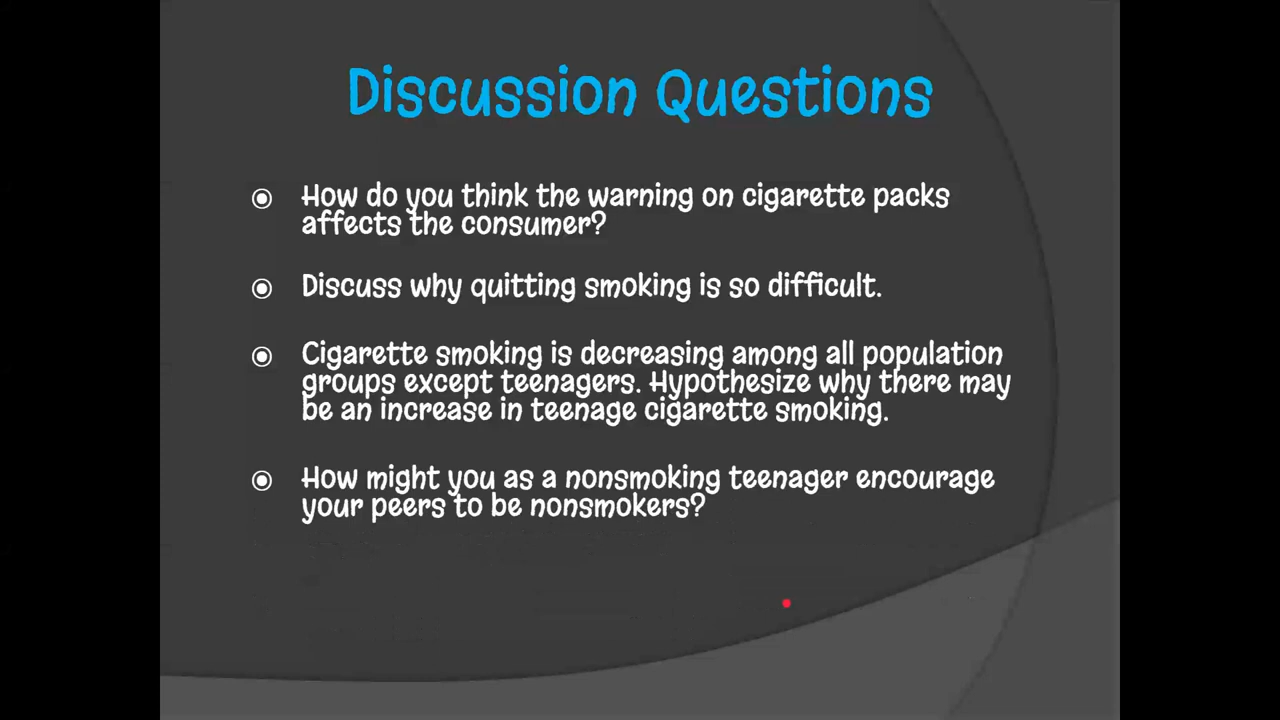 Discussion Questions
How do you think the warning on cigarette packs
affects the consumer?
Discuss why quitting smoking is so difficult.
Cigarette smoking is decreasing among all population
groups except teenagers. Hypothesize why there may
be an increase in teenage cigarette smoking.
How might you as a nonsmoking teenager encourage
your peers to be nonsmokers?